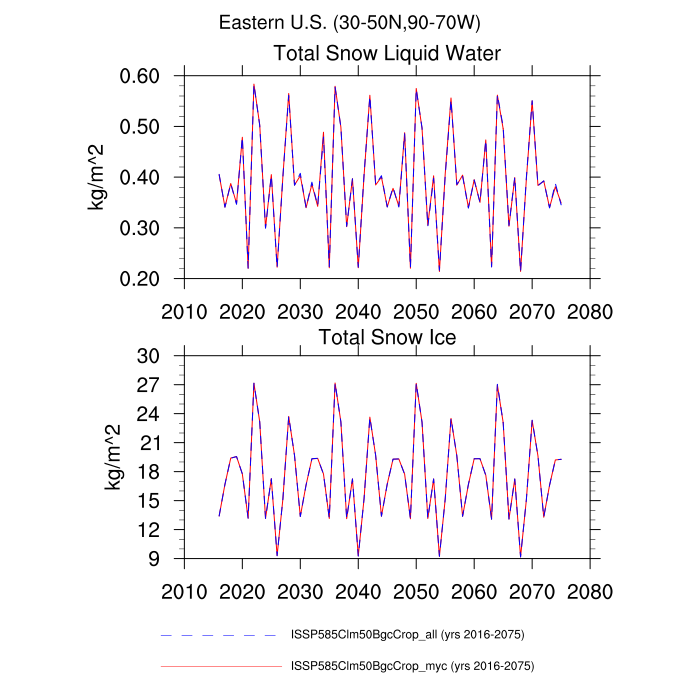 Eastern U.S. (30-50N,90-70W)
Total Snow Liquid Water
0.60
0.50
0.40
0.30
0.20
kg/m^2
2010 2020 2030 2040 2050 2060 2070 2080
Total Snow Ice
30
27
24
21
18
15
12
9
kg/m^2
2010 2020 2030 2040 2050 2060 2070 2080
ISSP585Clm50BgcCrop_all (yrs 2016-2075)
ISSP585Clm50BgcCrop_myc (yrs 2016-2075)